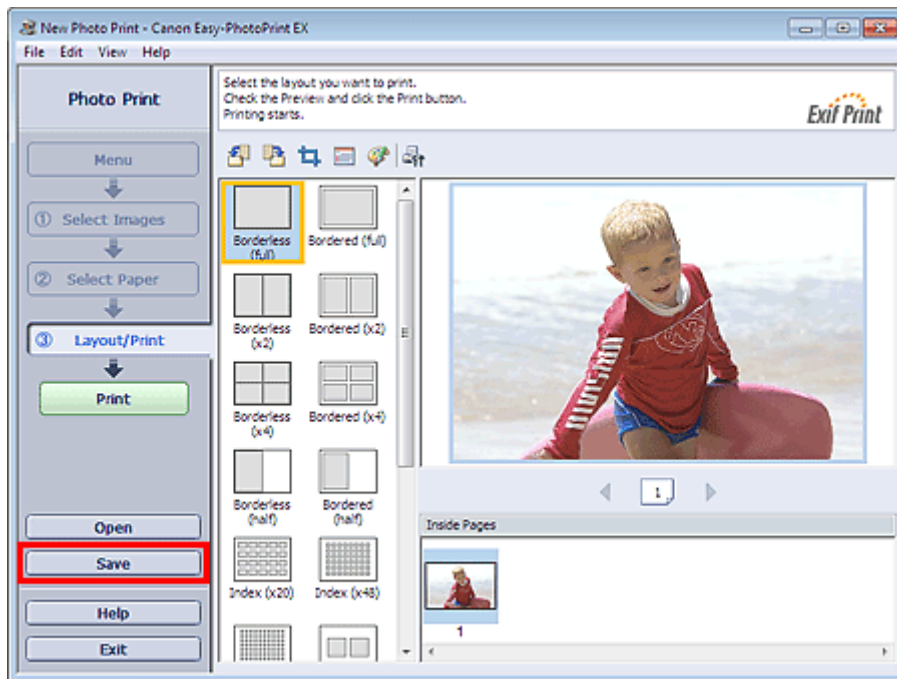 New Photo Print - Canon Easy-PhotoPrint EX
File Edit View Help
Photo Print
Select the layout you want to print.
Check the Preview and click the Print button.
Printing starts.
Exif Print
Menu
① Select Images
② Select Paper
③ Layout/Print
Print
Open
Save
Help
Exit
Borderless
(full)
Bordered (full)
Borderless
(x2)
Bordered (x2)
Borderless
(x4)
Bordered (x4)
Borderless
(half)
Bordered
(half)
Index (x20)
Index (x48)
1
Inside Pages
1